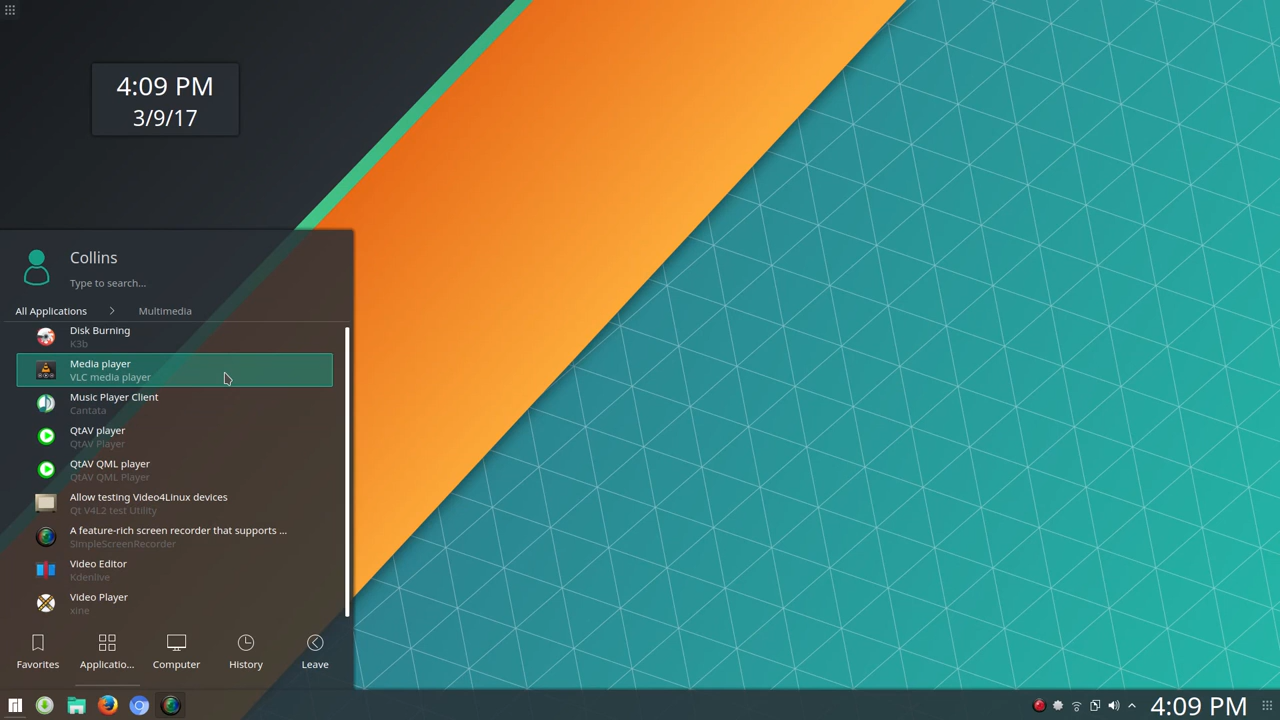 4:09 PM
3/9/17
Collins
Type to search...
All Applications
Multimedia
Disk Burning
K3b
Media player
VLC media player
Music Player Client
Cantata
QtAV player
QtAV Player
QtAV QML player
QtAV QML Player
Allow testing Video4Linux devices
Qt V4L2 test Utility
A feature-rich screen recorder that supports ...
SimpleScreenRecorder
Video Editor
Kdenlive
Video Player
xine
Favorites
Applicatio...
Computer
History
Leave
4:09 PM